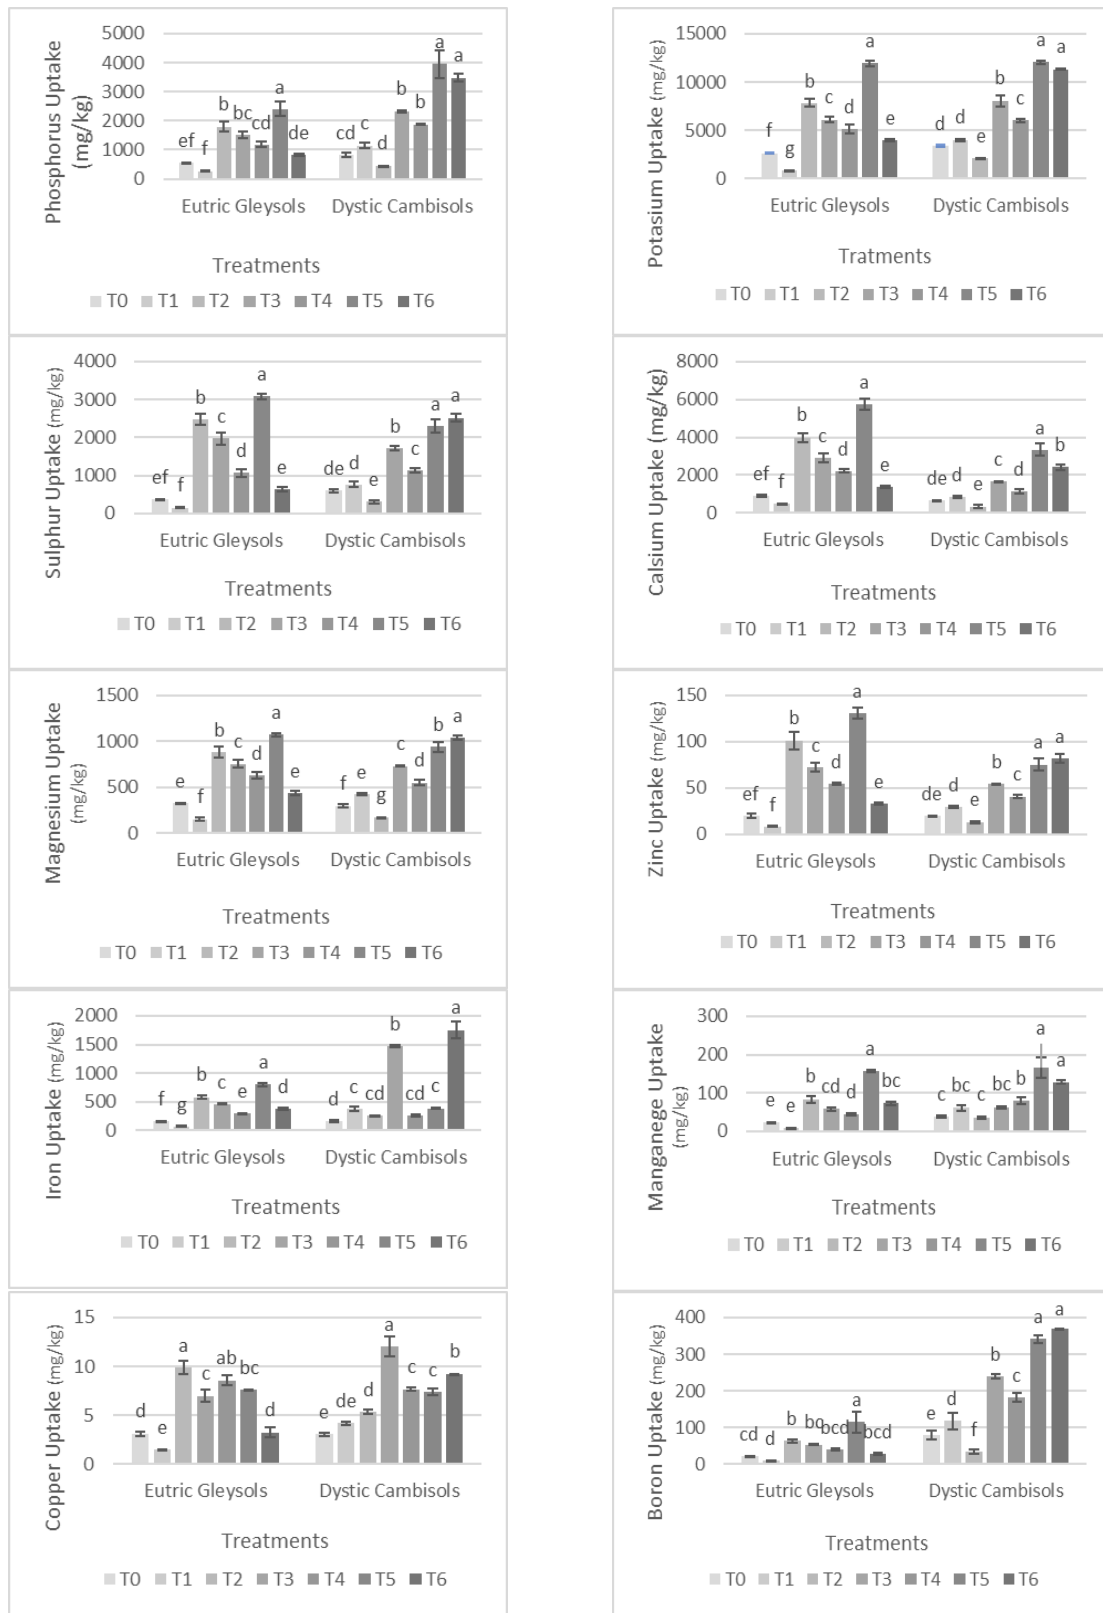 Phosphorus Uptake
(mg/kg)
5000
4000
3000
2000
1000
0
ef f b bc cd a de cd c d b b a a
Eutric Gleysols Dystic Cambisols
Treatments
T0 T1 T2 T3 T4 T5 T6
Potasium Uptake (mg/kg)
15000
10000
5000
0
f g b c d a e d d e b c a a
Eutric Gleysols Dystic Cambisols
Tratments
T0 T1 T2 T3 T4 T5 T6
Sulphur Uptake (mg/kg)
4000
3000
2000
1000
0
ef f b c d a e de d e b c a a
Eutric Gleysols Dystic Cambisols
Treatments
T0 T1 T2 T3 T4 T5 T6
Calsium Uptake (mg/kg)
8000
6000
4000
2000
0
ef f b c d a e de d e c d a b
Eutric Gleysols Dystic Cambisols
Treatments
T0 T1 T2 T3 T4 T5 T6
Magnesium Uptake
(mg/kg)
1500
1000
500
0
e f b c d a e f e g c d b a
Eutric Gleysols Dystic Cambisols
Treatments
T0 T1 T2 T3 T4 T5 T6
Zinc Uptake (mg/kg)
150
100
50
0
ef f b c d a e de d e b c a a
Eutric Gleysols Dystic Cambisols
Treatments
T0 T1 T2 T3 T4 T5 T6
Iron Uptake (mg/kg)
2000
1500
1000
500
0
f g b c e a d d c cd b cd c a
Eutric Gleysols Dystic Cambisols
Treatments
T0 T1 T2 T3 T4 T5 T6
Manganege Uptake
(mg/kg)
300
200
100
0
e e b cd d a bc c bc c bc b a a
Eutric Gleysols Dystic Cambisols
Treatments
T0 T1 T2 T3 T4 T5 T6
Copper Uptake (mg/kg)
15
10
5
0
d e a c ab bc d e de d a c c b
Eutric Gleysols Dystic Cambisols
Treatments
T0 T1 T2 T3 T4 T5 T6
Boron Uptake (mg/kg)
400
300
200
100
0
cd d b bc bcd a bcd e d f b c a a
Eutric Gleysols Dystic Cambisols
Treatments
T0 T1 T2 T3 T4 T5 T6